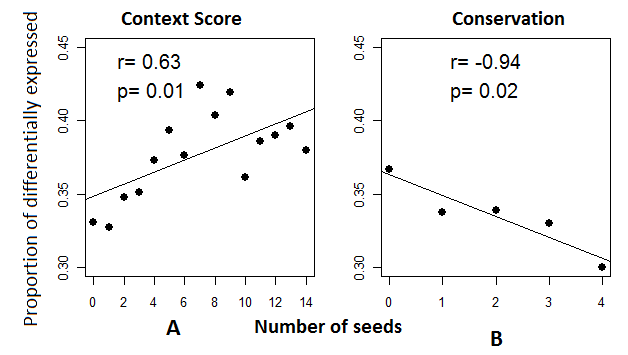 Context Score
Conservation
Proportion of differentially expressed
0.45
0.40
0.35
0.30
r= 0.63
p= 0.01
0 2 4 6 8 10 12 14
0.45
0.40
0.35
0.30
r= -0.94
p= 0.02
0 1 2 3 4
A
Number of seeds
B